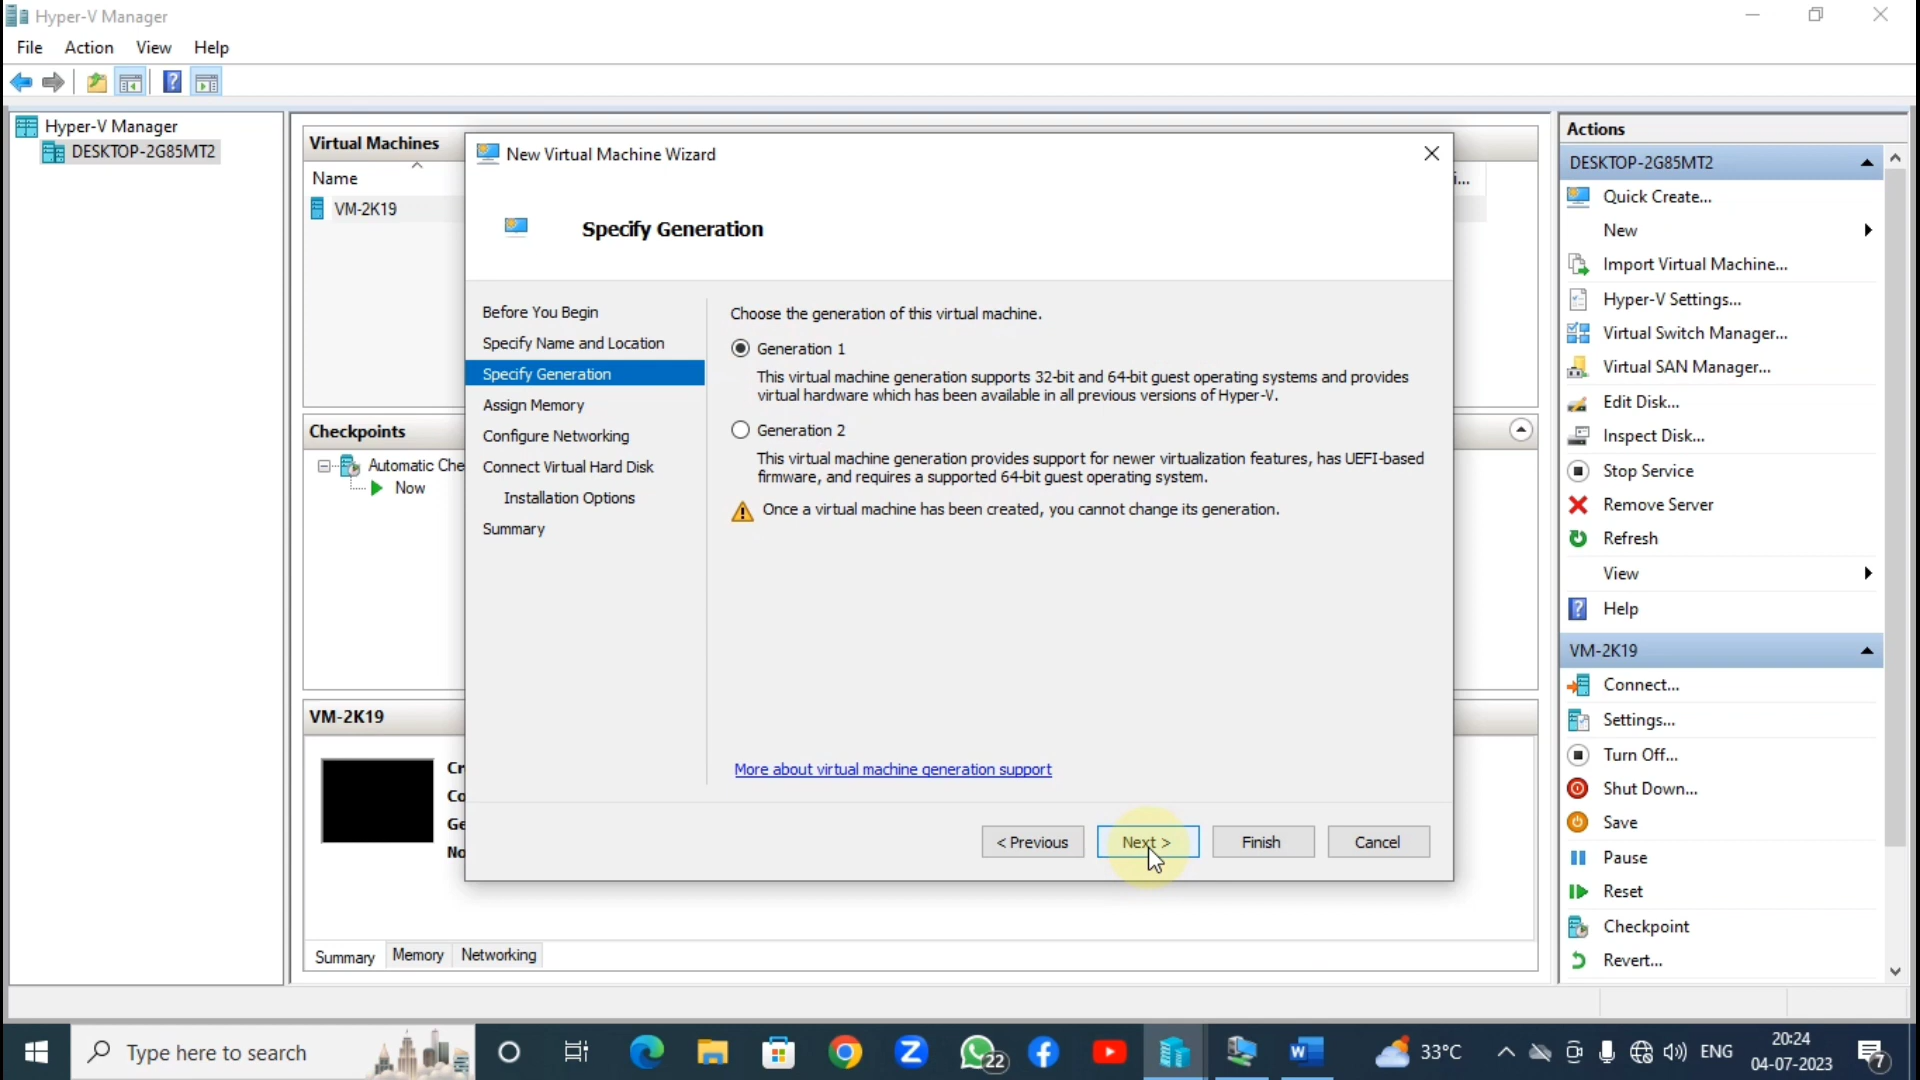 Hyper-V Manager
File Action View Help
Hyper-V Manager
DESKTOP-2G85MT2
Virtual Machines
Name
VM-2K19
Checkpoints
Automatic Che
Now
VM-2K19
Cr
Co
Ge
No
Summary Memory Networking
New Virtual Machine Wizard
Specify Generation
Before You Begin
Specify Name and Location
Specify Generation
Assign Memory
Configure Networking
Connect Virtual Hard Disk
Installation Options
Summary
Choose the generation of this virtual machine.
Generation 1
This virtual machine generation supports 32-bit and 64-bit guest operating systems and provides
virtual hardware which has been available in all previous versions of Hyper-V.
Generation 2
This virtual machine generation provides support for newer virtualization features, has UEFI-based
firmware, and requires a supported 64-bit guest operating system.
Once a virtual machine has been created, you cannot change its generation.
More about virtual machine generation support
< Previous Next > Finish Cancel
i...
Actions
DESKTOP-2G85MT2
Quick Create...
New
Import Virtual Machine...
Hyper-V Settings...
Virtual Switch Manager...
Virtual SAN Manager...
Edit Disk...
Inspect Disk...
Stop Service
Remove Server
Refresh
View
Help
VM-2K19
Connect...
Settings...
Turn Off...
Shut Down...
Save
Pause
Reset
Checkpoint
Revert...
Type here to search
22
33°C
ENG
20:24
04-07-2023
7